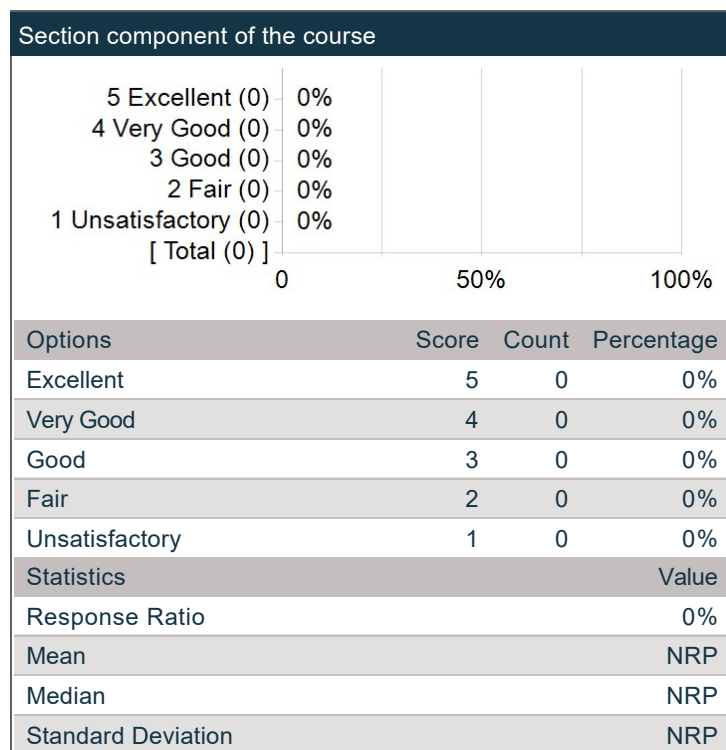 Section component of the course
5 Excellent (0) 0%
4 Very Good (0) 0%
3 Good (0) 0%
2 Fair (0) 0%
1 Unsatisfactory (0) 0%
[ Total (0) ]
0 50% 100%
Options Score Count Percentage
Excellent 5 0 0%
Very Good 4 0 0%
Good 3 0 0%
Fair 2 0 0%
Unsatisfactory 1 0 0%
Statistics Value
Response Ratio 0%
Mean NRP
Median NRP
Standard Deviation NRP